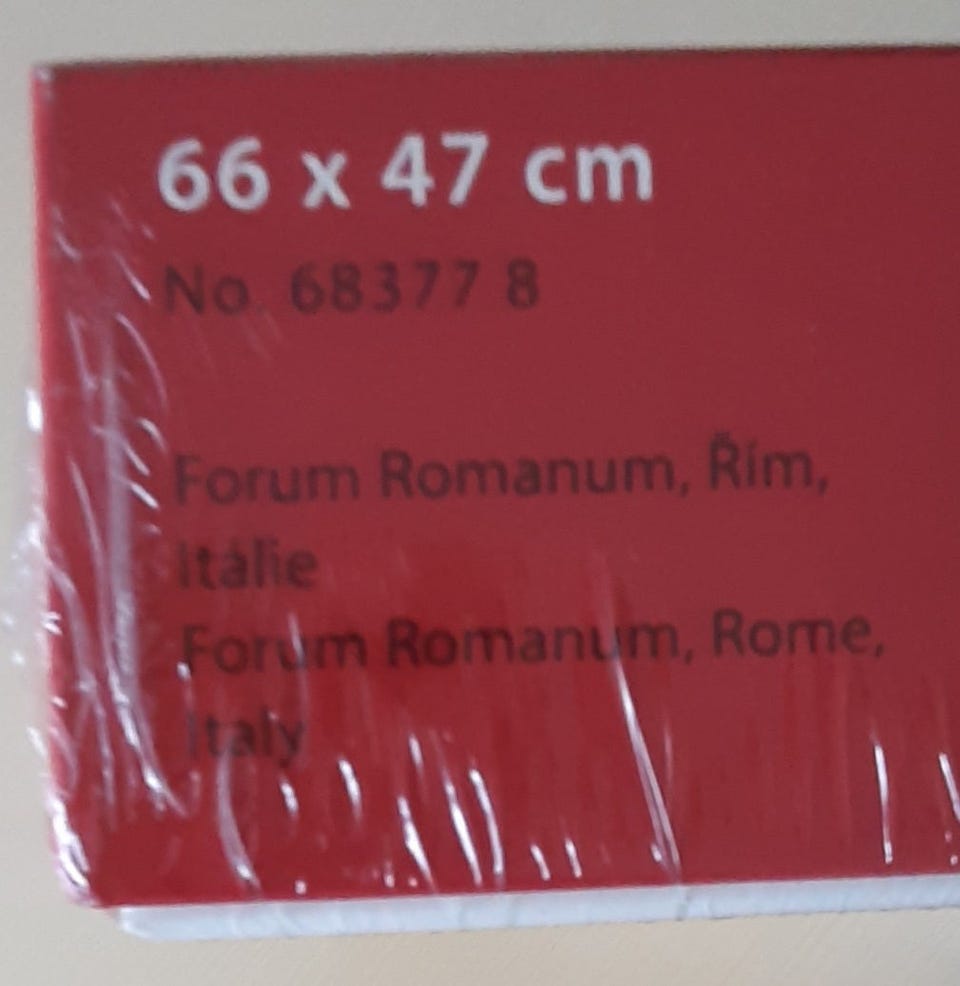 66 x 47 cm
No. 68377 8
Forum Romanum, Řím,
Itálie
Forum Romanum, Rome,
Italy